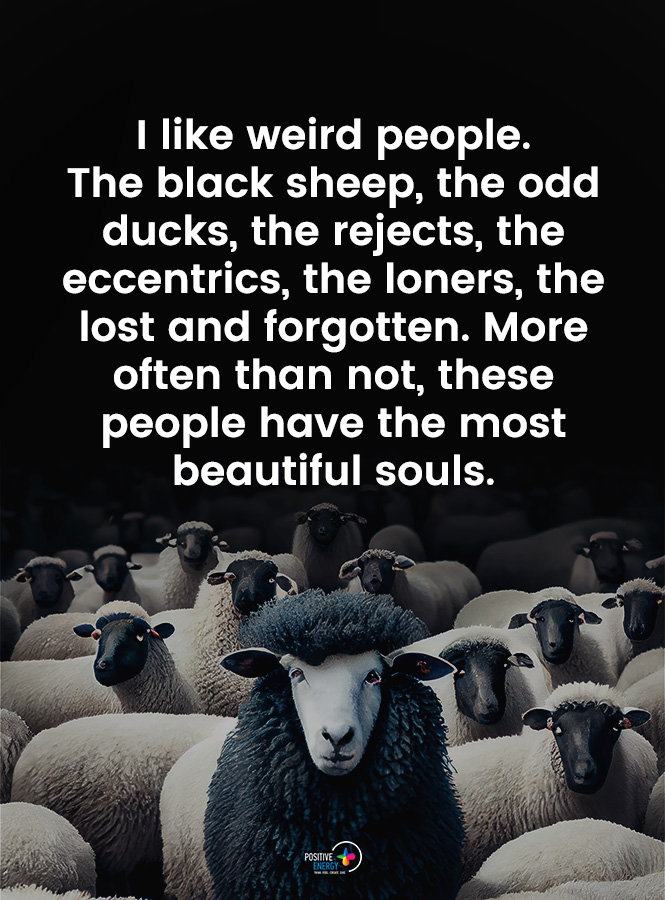 I like weird people.
The black sheep, the odd
ducks, the rejects, the
eccentrics, the loners, the
lost and forgotten. More
often than not, these
people have the most
beautiful souls.
POSITIVE
ENERGY